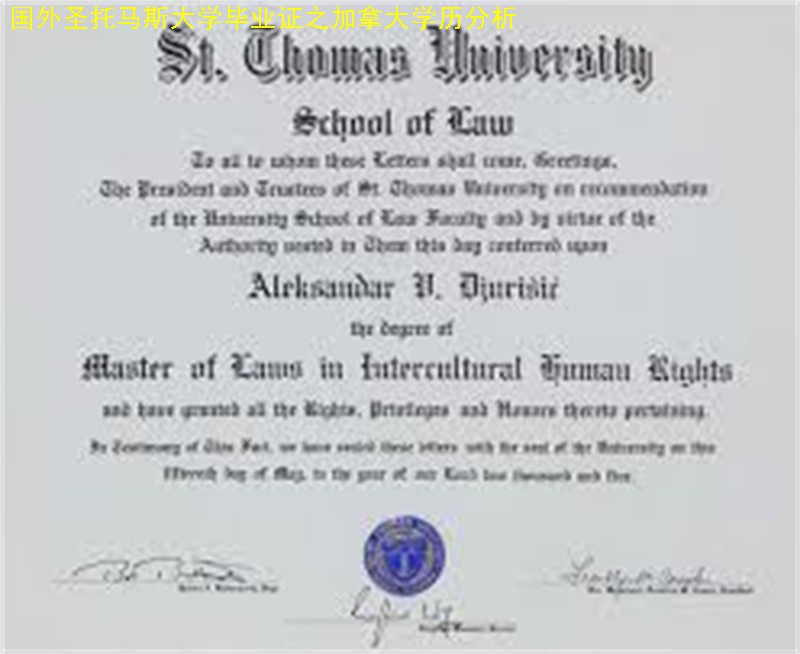 国外圣托马斯大学毕业证之加拿大学历分析
St. Thomas University
School of Law
To all to whom these Letters shall come, Greetings,
The President and Trustees of St. Thomas University on recommendation
of the University School of Law Faculty and by virtue of the
Authority vested in Them this day conferred upon
Aleksandar V. Djurišić
the degree of
Master of Laws in Intercultural Human Rights
and have granted all the Rights, Privileges and Honors thereto pertaining.
In Testimony of This Fact, we have sealed these letters with the seal of the University on this
fifteenth day of May, in the year of our Lord two thousand and five.